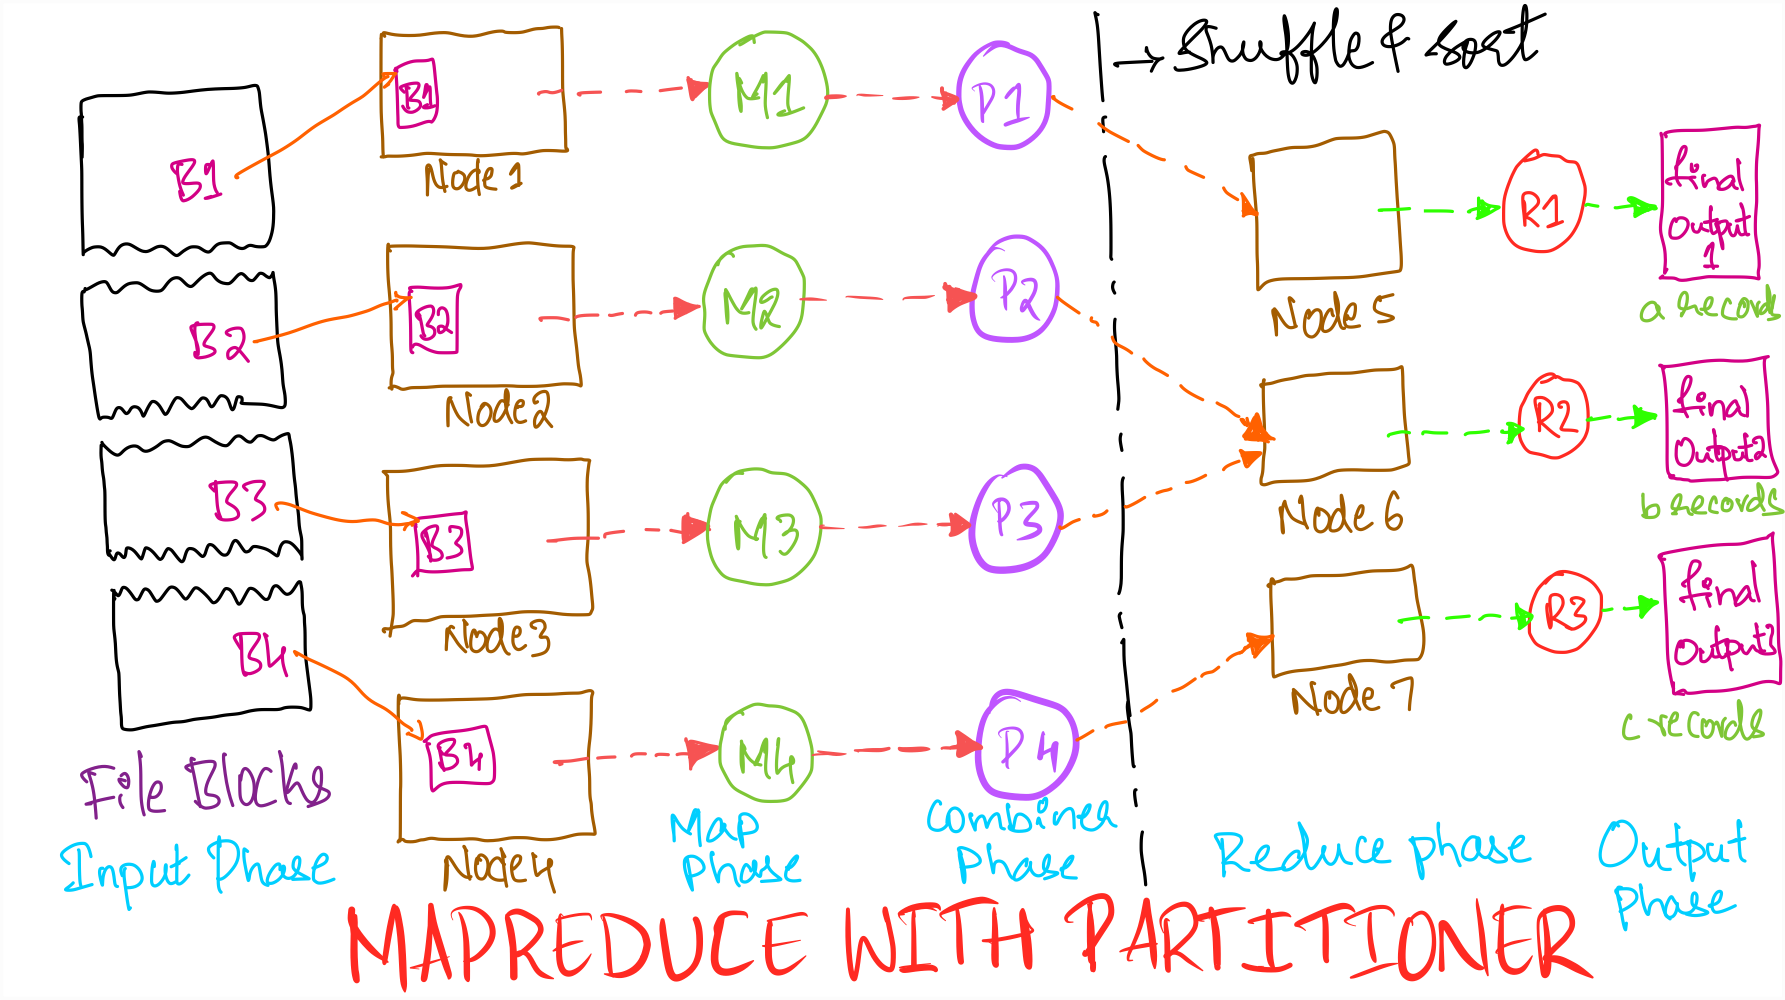 → Shuffle & sort
B1
B1
Node 1
M1
P1
R1
final
Output
1
Node 5
a records
B2
B2
Node2
M2
P2
R2
final
Output2
Node 6
b records
B3
B3
Node3
M3
P3
R3
final
Output3
Node 7
c records
B4
B4
Node4
M4
P4
File Blocks
Input Phase
Map
Phase
Combiner
Phase
Reduce phase
Output
phase
MAPREDUCE WITH PARTITIONER